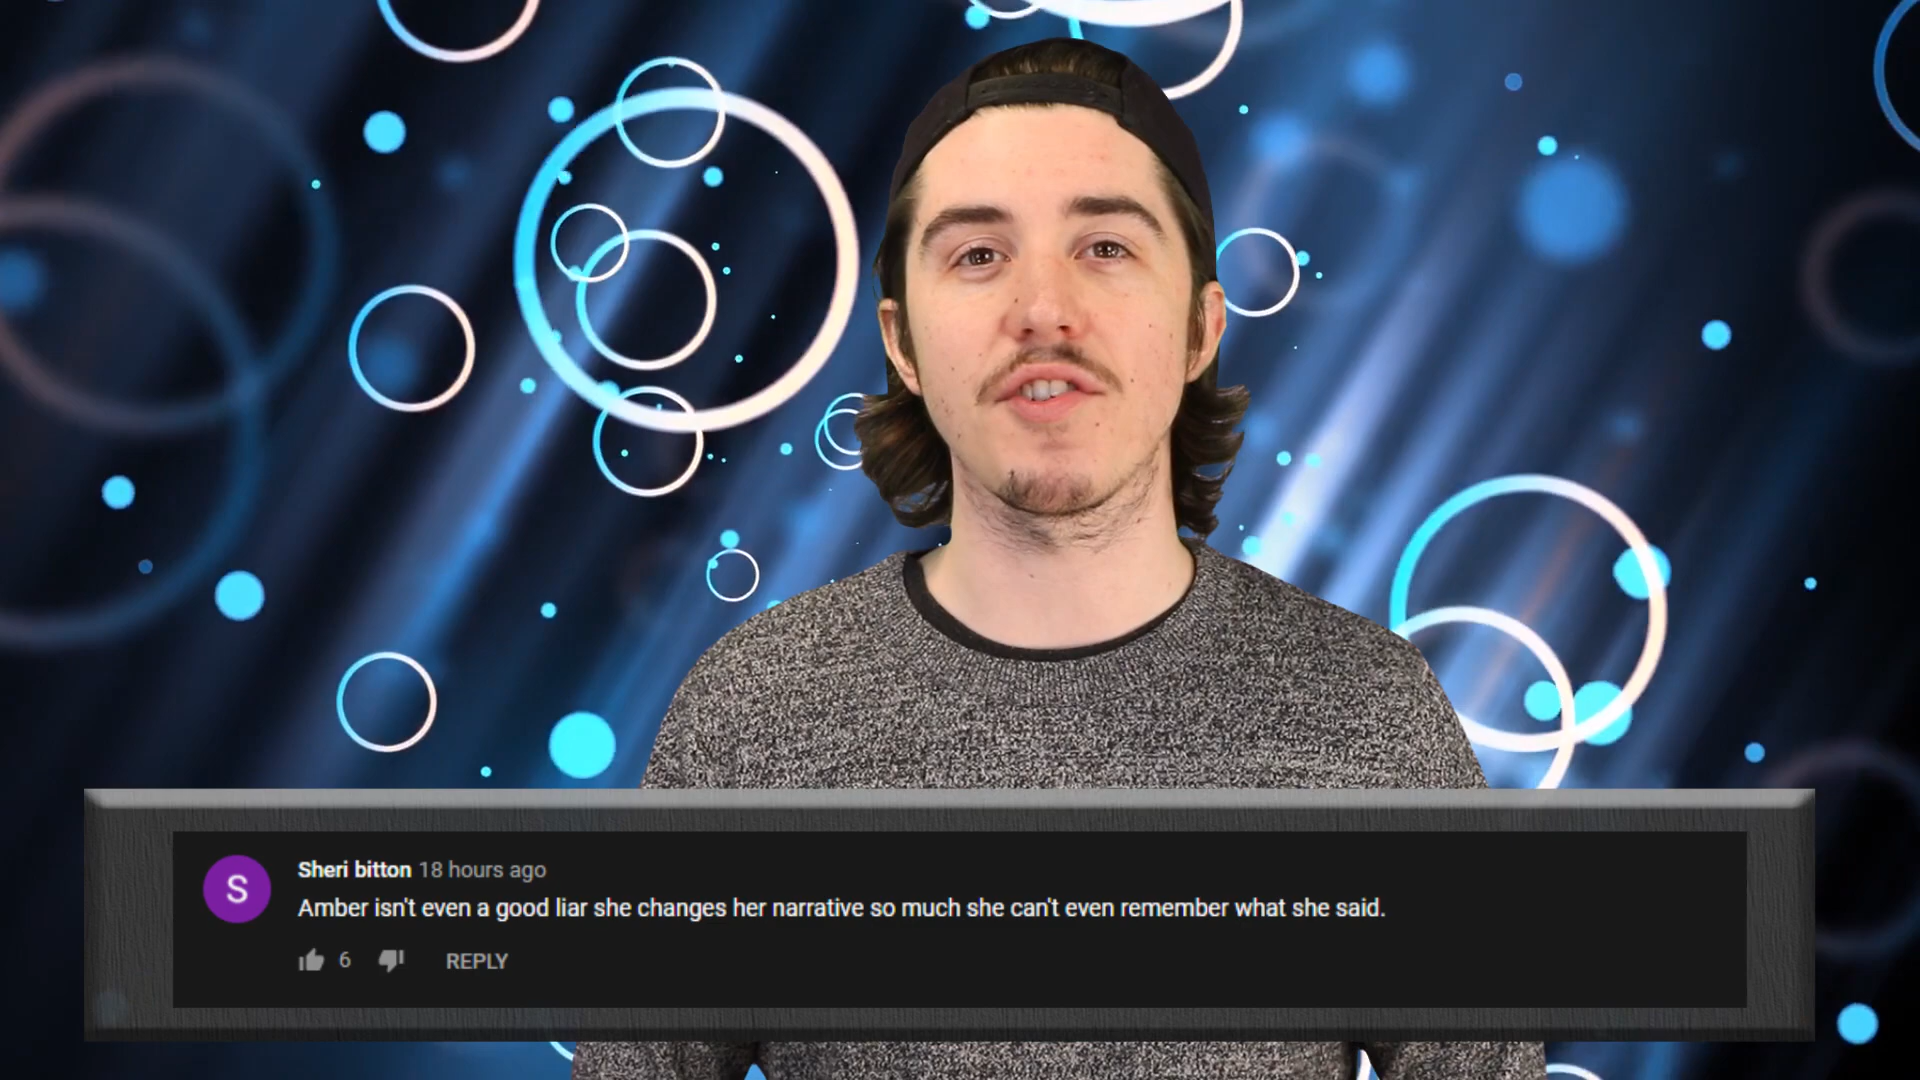 S
Sheri bitton 18 hours ago
Amber isn't even a good liar she changes her narrative so much she can't even remember what she said.
6 REPLY